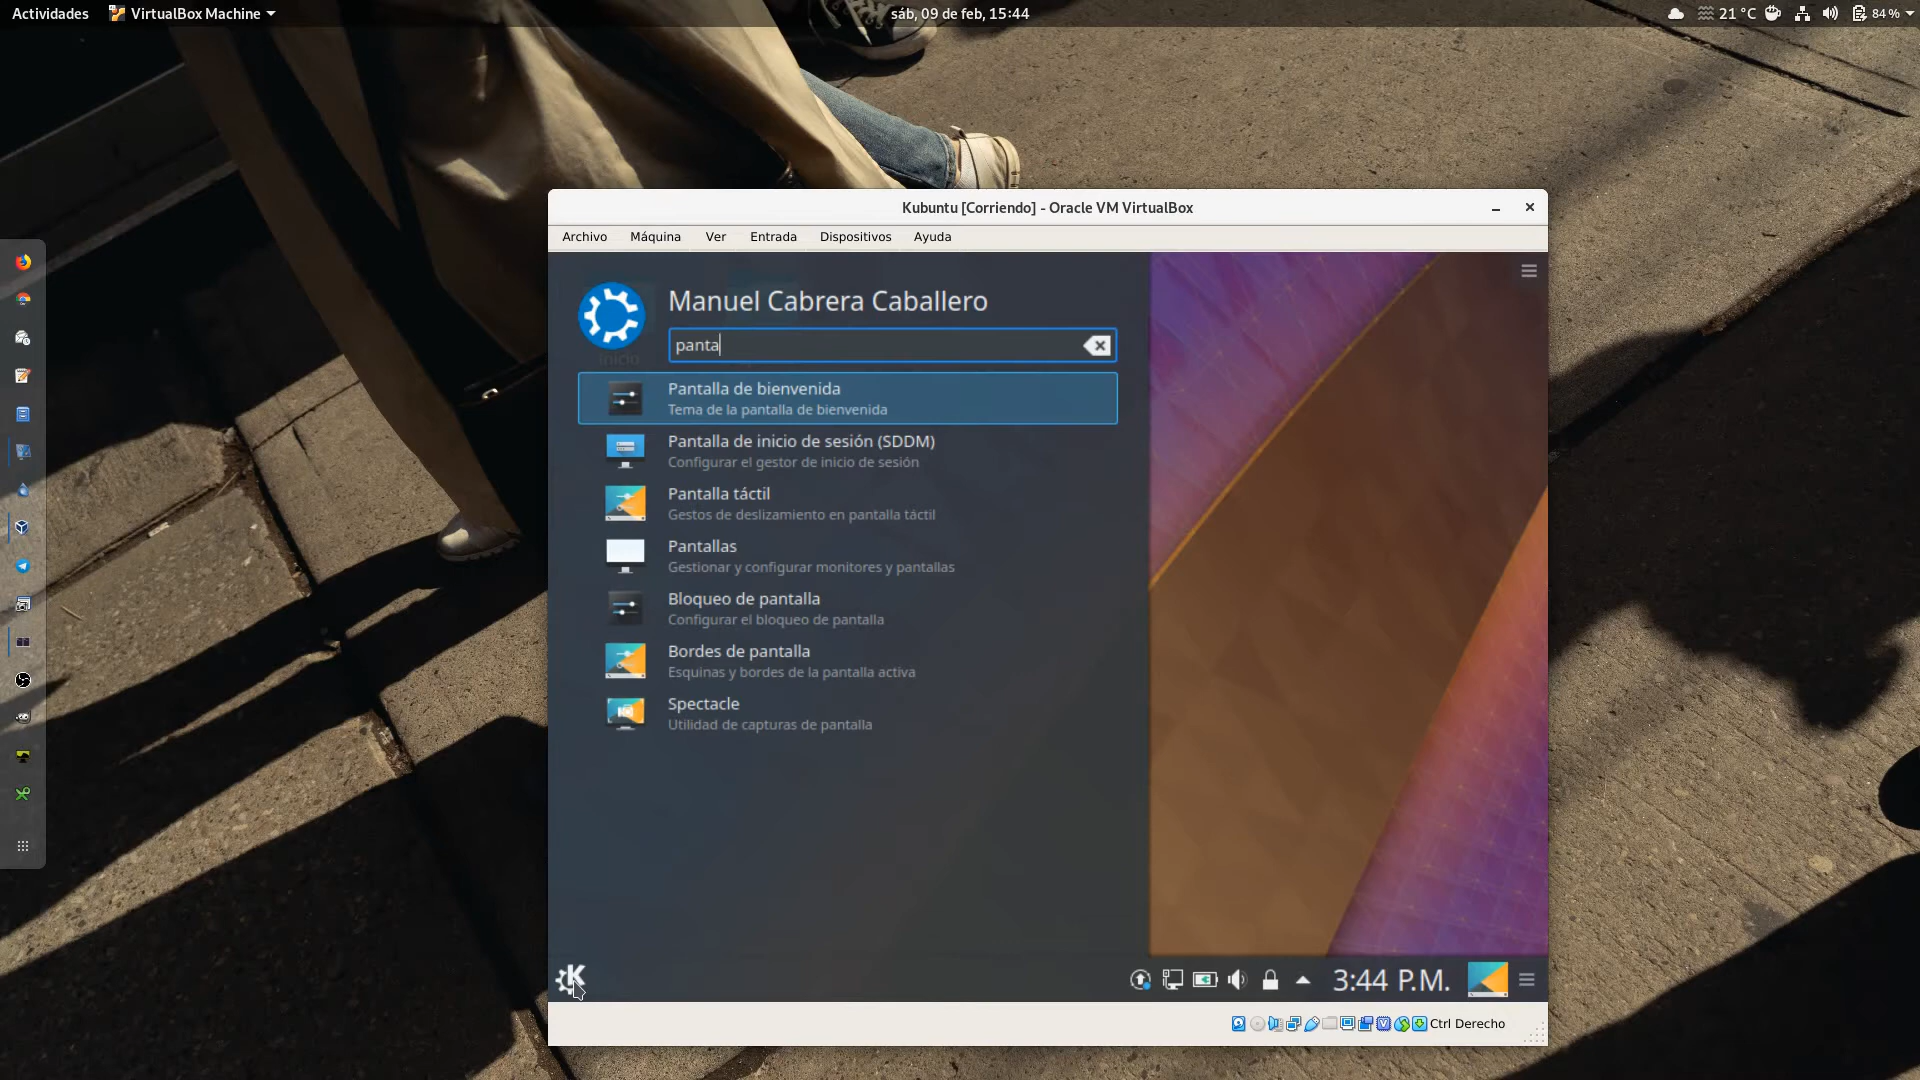 Actividades VirtualBox Machine sáb, 09 de feb, 15:44 21 °C 84 %
Kubuntu [Corriendo] - Oracle VM VirtualBox
Archivo Máquina Ver Entrada Dispositivos Ayuda
Manuel Cabrera Caballero
panta
Inicio
Pantalla de bienvenida
Tema de la pantalla de bienvenida
Pantalla de inicio de sesión (SDDM)
Configurar el gestor de inicio de sesión
Pantalla táctil
Gestos de deslizamiento en pantalla táctil
Pantallas
Gestionar y configurar monitores y pantallas
Bloqueo de pantalla
Configurar el bloqueo de pantalla
Bordes de pantalla
Esquinas y bordes de la pantalla activa
Spectacle
Utilidad de capturas de pantalla
3:44 P.M.
Ctrl Derecho